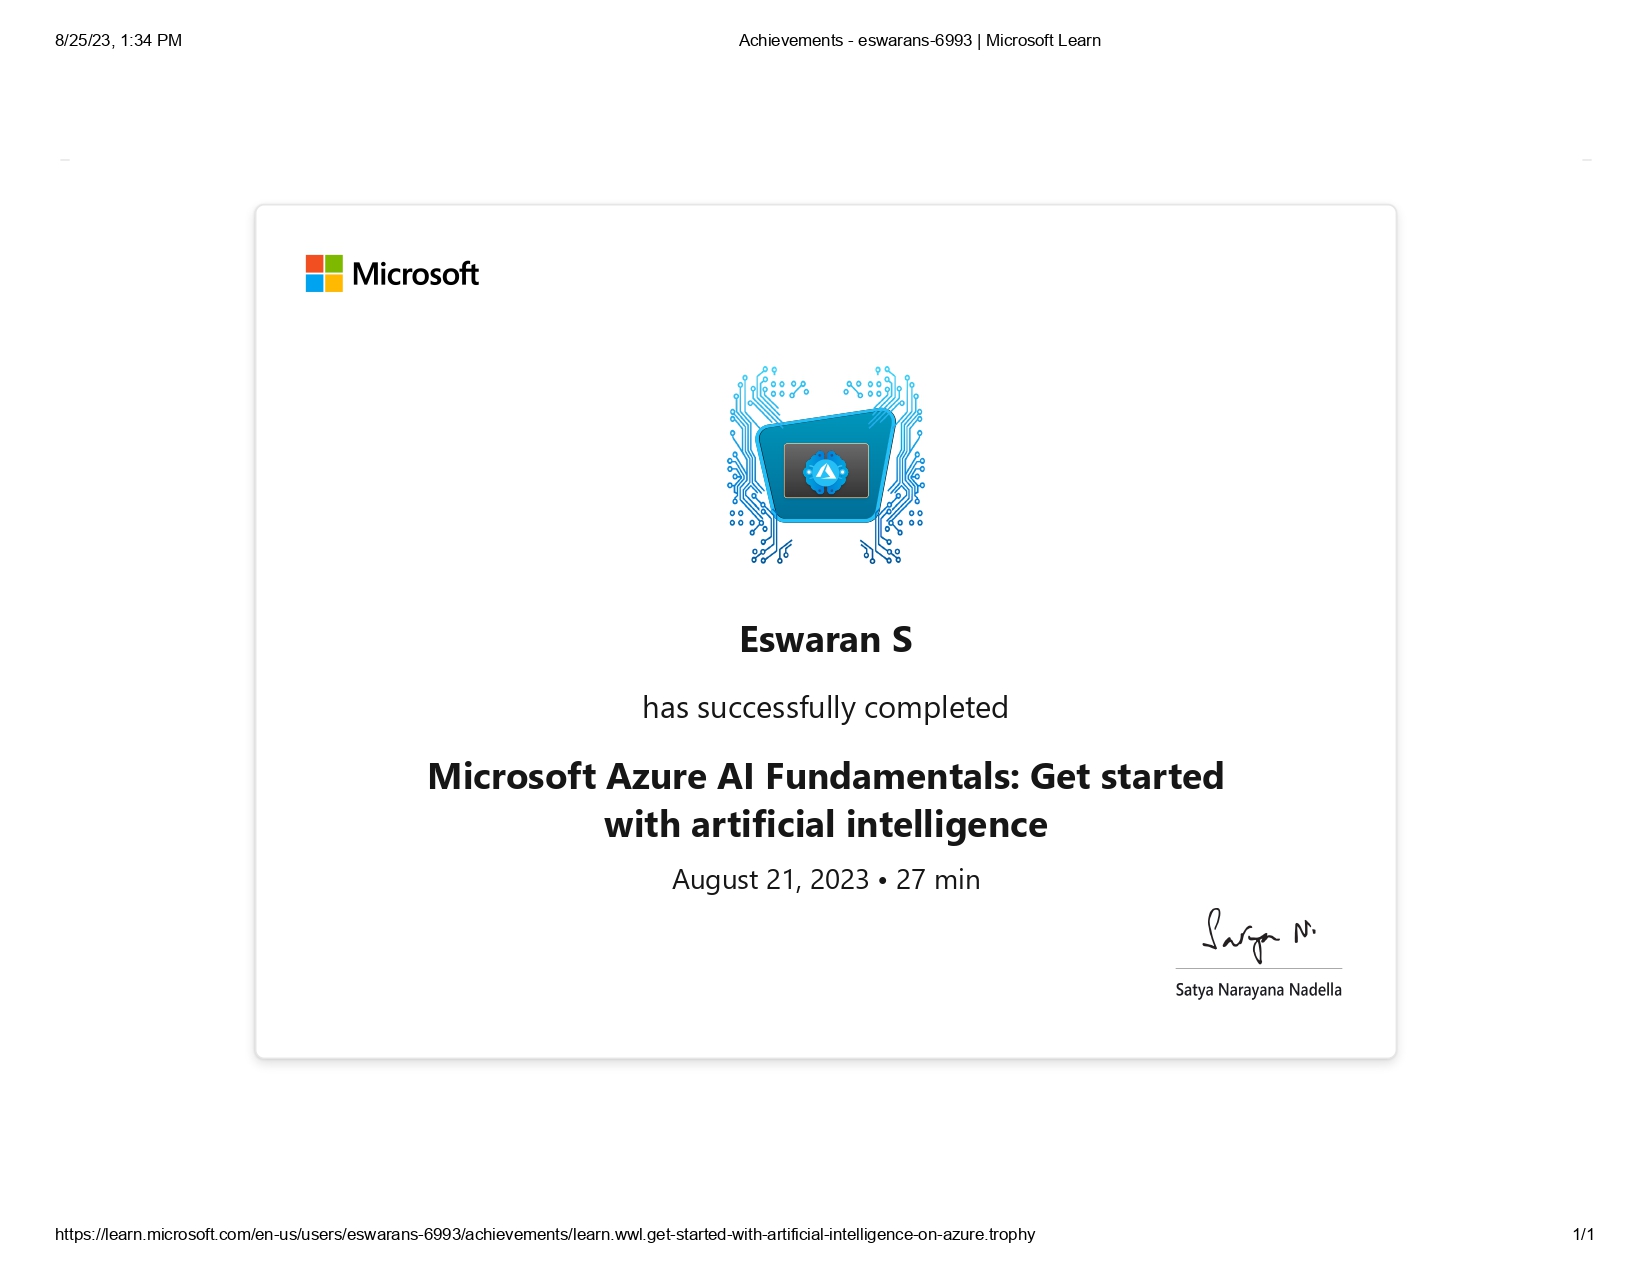 8/25/23, 1:34 PM
Achievements - eswarans-6993 | Microsoft Learn
Microsoft
Eswaran S
has successfully completed
Microsoft Azure AI Fundamentals: Get started
with artificial intelligence
August 21, 2023 • 27 min
Satya N.
Satya Narayana Nadella
https://learn.microsoft.com/en-us/users/eswarans-6993/achievements/learn.wwl.get-started-with-artificial-intelligence-on-azure.trophy
1/1